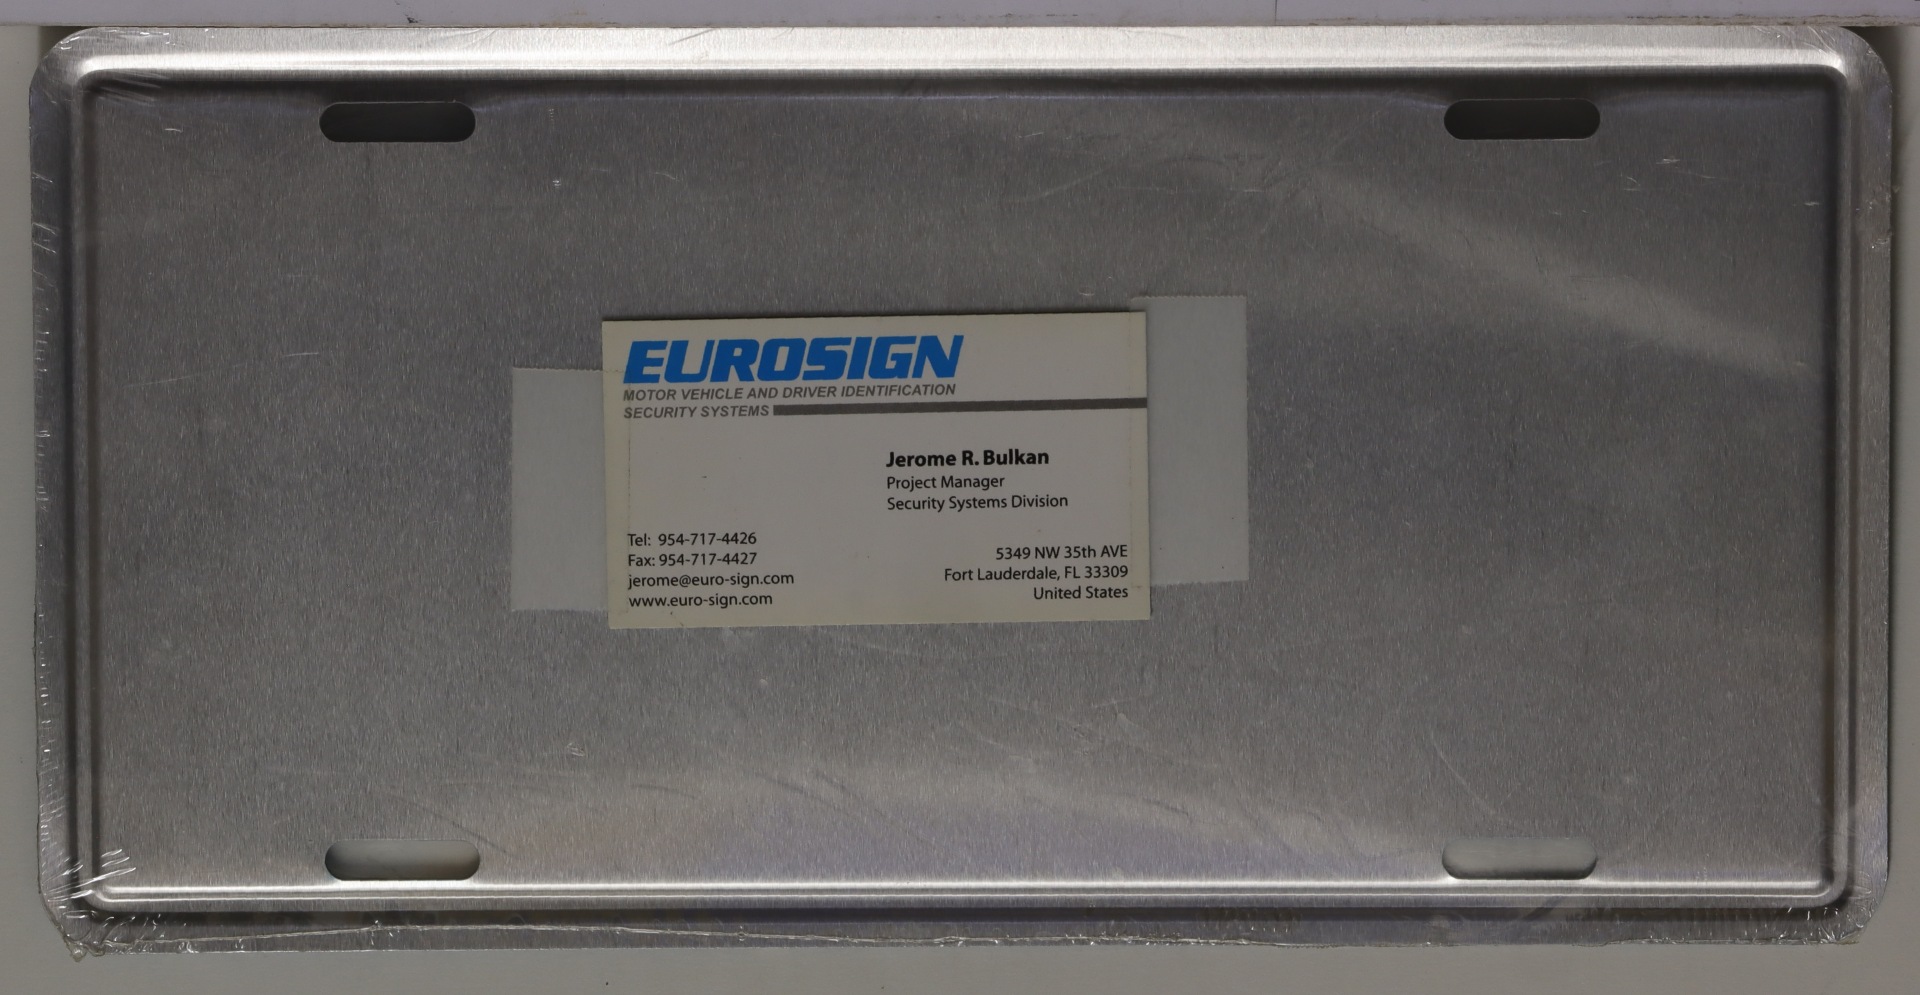 EUROSIGN
MOTOR VEHICLE AND DRIVER IDENTIFICATION
SECURITY SYSTEMS
Jerome R. Bulkan
Project Manager
Security Systems Division
Tel: 954-717-4426
Fax: 954-717-4427
jerome@euro-sign.com
www.euro-sign.com
5349 NW 35th AVE
Fort Lauderdale, FL 33309
United States